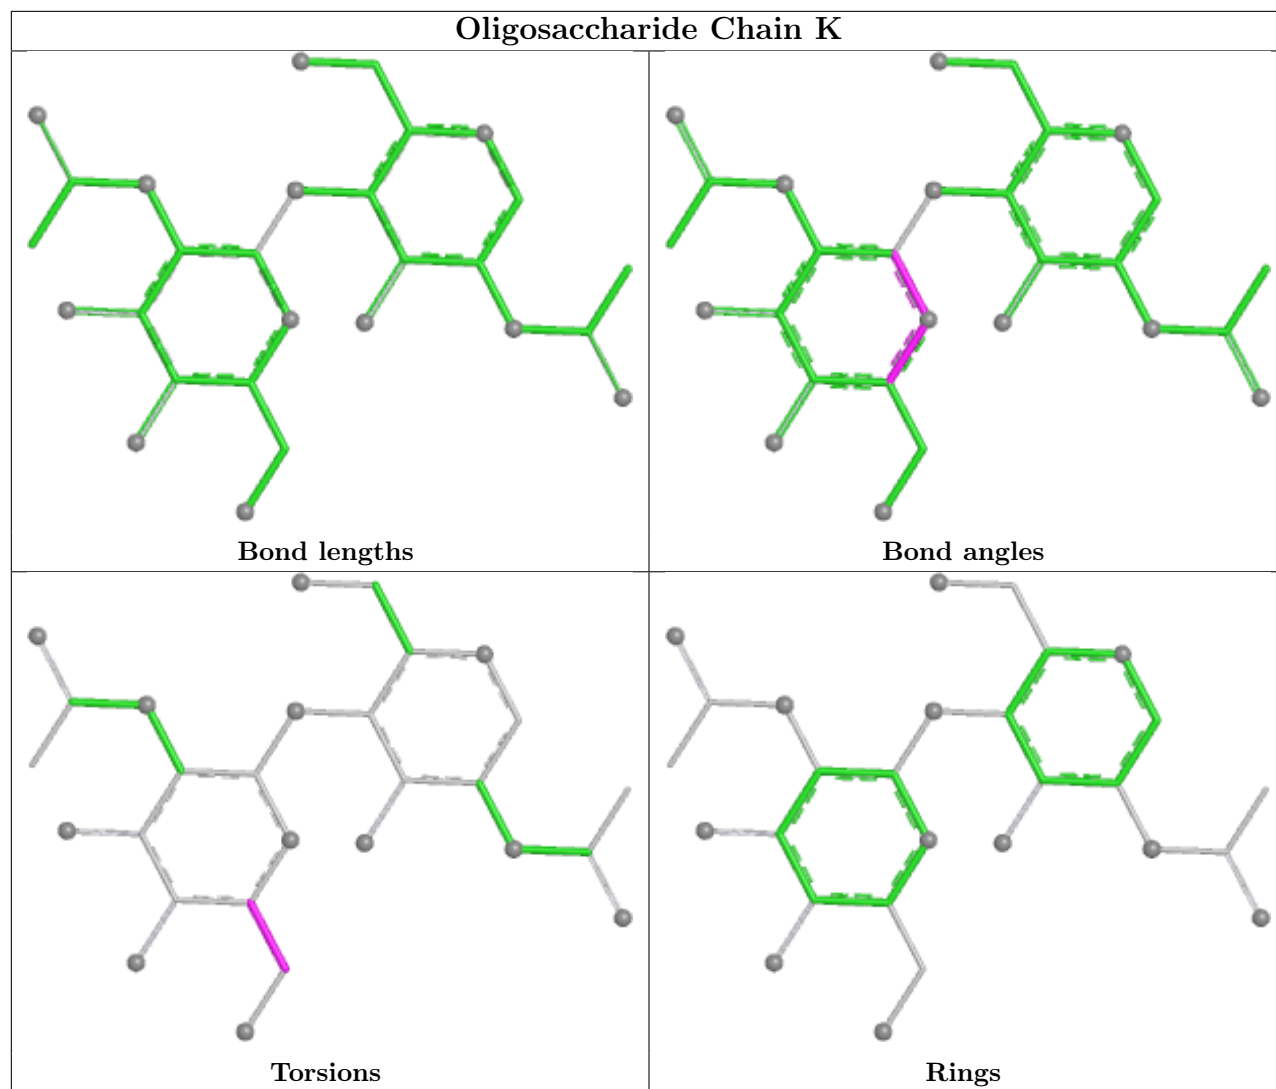 Oligosaccharide Chain K
Bond lengths
Bond angles
Torsions
Rings